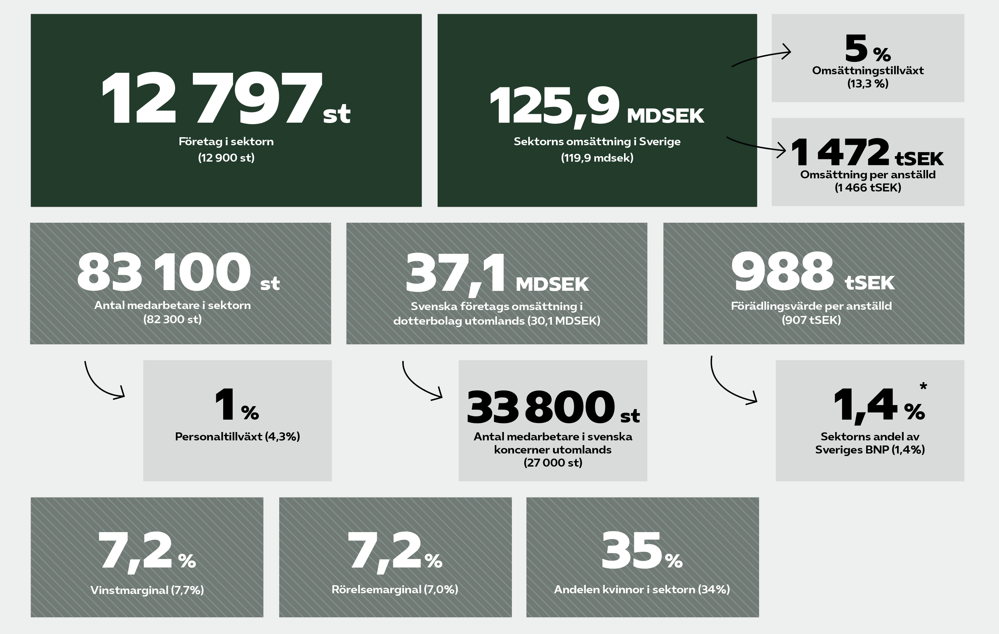 12 797 st
Företag i sektorn
(12 900 st)
125,9 MDSEK
Sektorns omsättning i Sverige
(119,9 mdsek)
5 %
Omsättningstillväxt
(13,3 %)
1 472 tSEK
Omsättning per anställd
(1 466 tSEK)
83 100 st
Antal medarbetare i sektorn
(82 300 st)
37,1 MDSEK
Svenska företags omsättning i
dotterbolag utomlands (30,1 MDSEK)
988 tSEK
Förädlingsvärde per anställd
(907 tSEK)
1 %
Personaltillväxt (4,3%)
33 800 st
Antal medarbetare i svenska
koncerner utomlands
(27 000 st)
1,4 % *
Sektorns andel av
Sveriges BNP (1,4%)
7,2 %
Vinstmarginal (7,7%)
7,2 %
Rörelsemarginal (7,0%)
35 %
Andelen kvinnor i sektorn (34%)